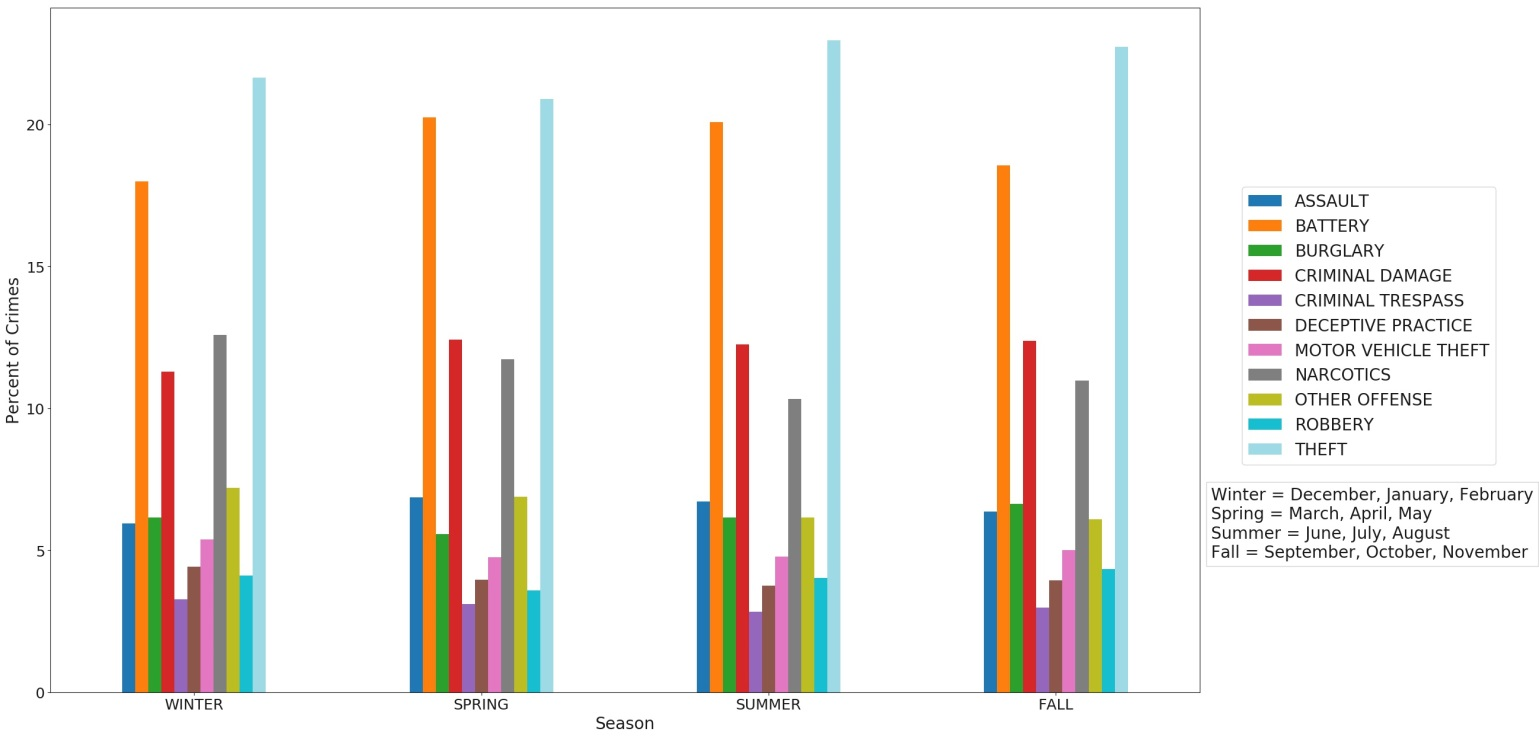 Percent of Crimes
20
15
10
5
0
WINTER
SPRING
SUMMER
FALL
Season
ASSAULT
BATTERY
BURGLARY
CRIMINAL DAMAGE
CRIMINAL TRESPASS
DECEPTIVE PRACTICE
MOTOR VEHICLE THEFT
NARCOTICS
OTHER OFFENSE
ROBBERY
THEFT
Winter = December, January, February
Spring = March, April, May
Summer = June, July, August
Fall = September, October, November